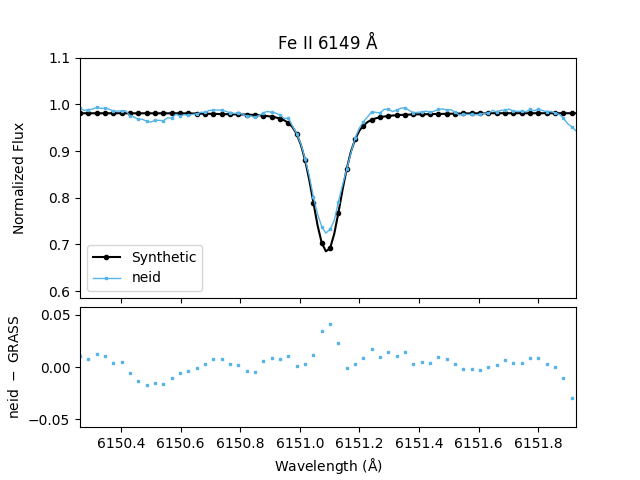 Fe II 6149 Å
Normalized Flux
1.1
1.0
0.9
0.8
0.7
0.6
Synthetic
neid
neid − GRASS
0.05
0.00
−0.05
6150.4 6150.6 6150.8 6151.0 6151.2 6151.4 6151.6 6151.8
Wavelength (Å)